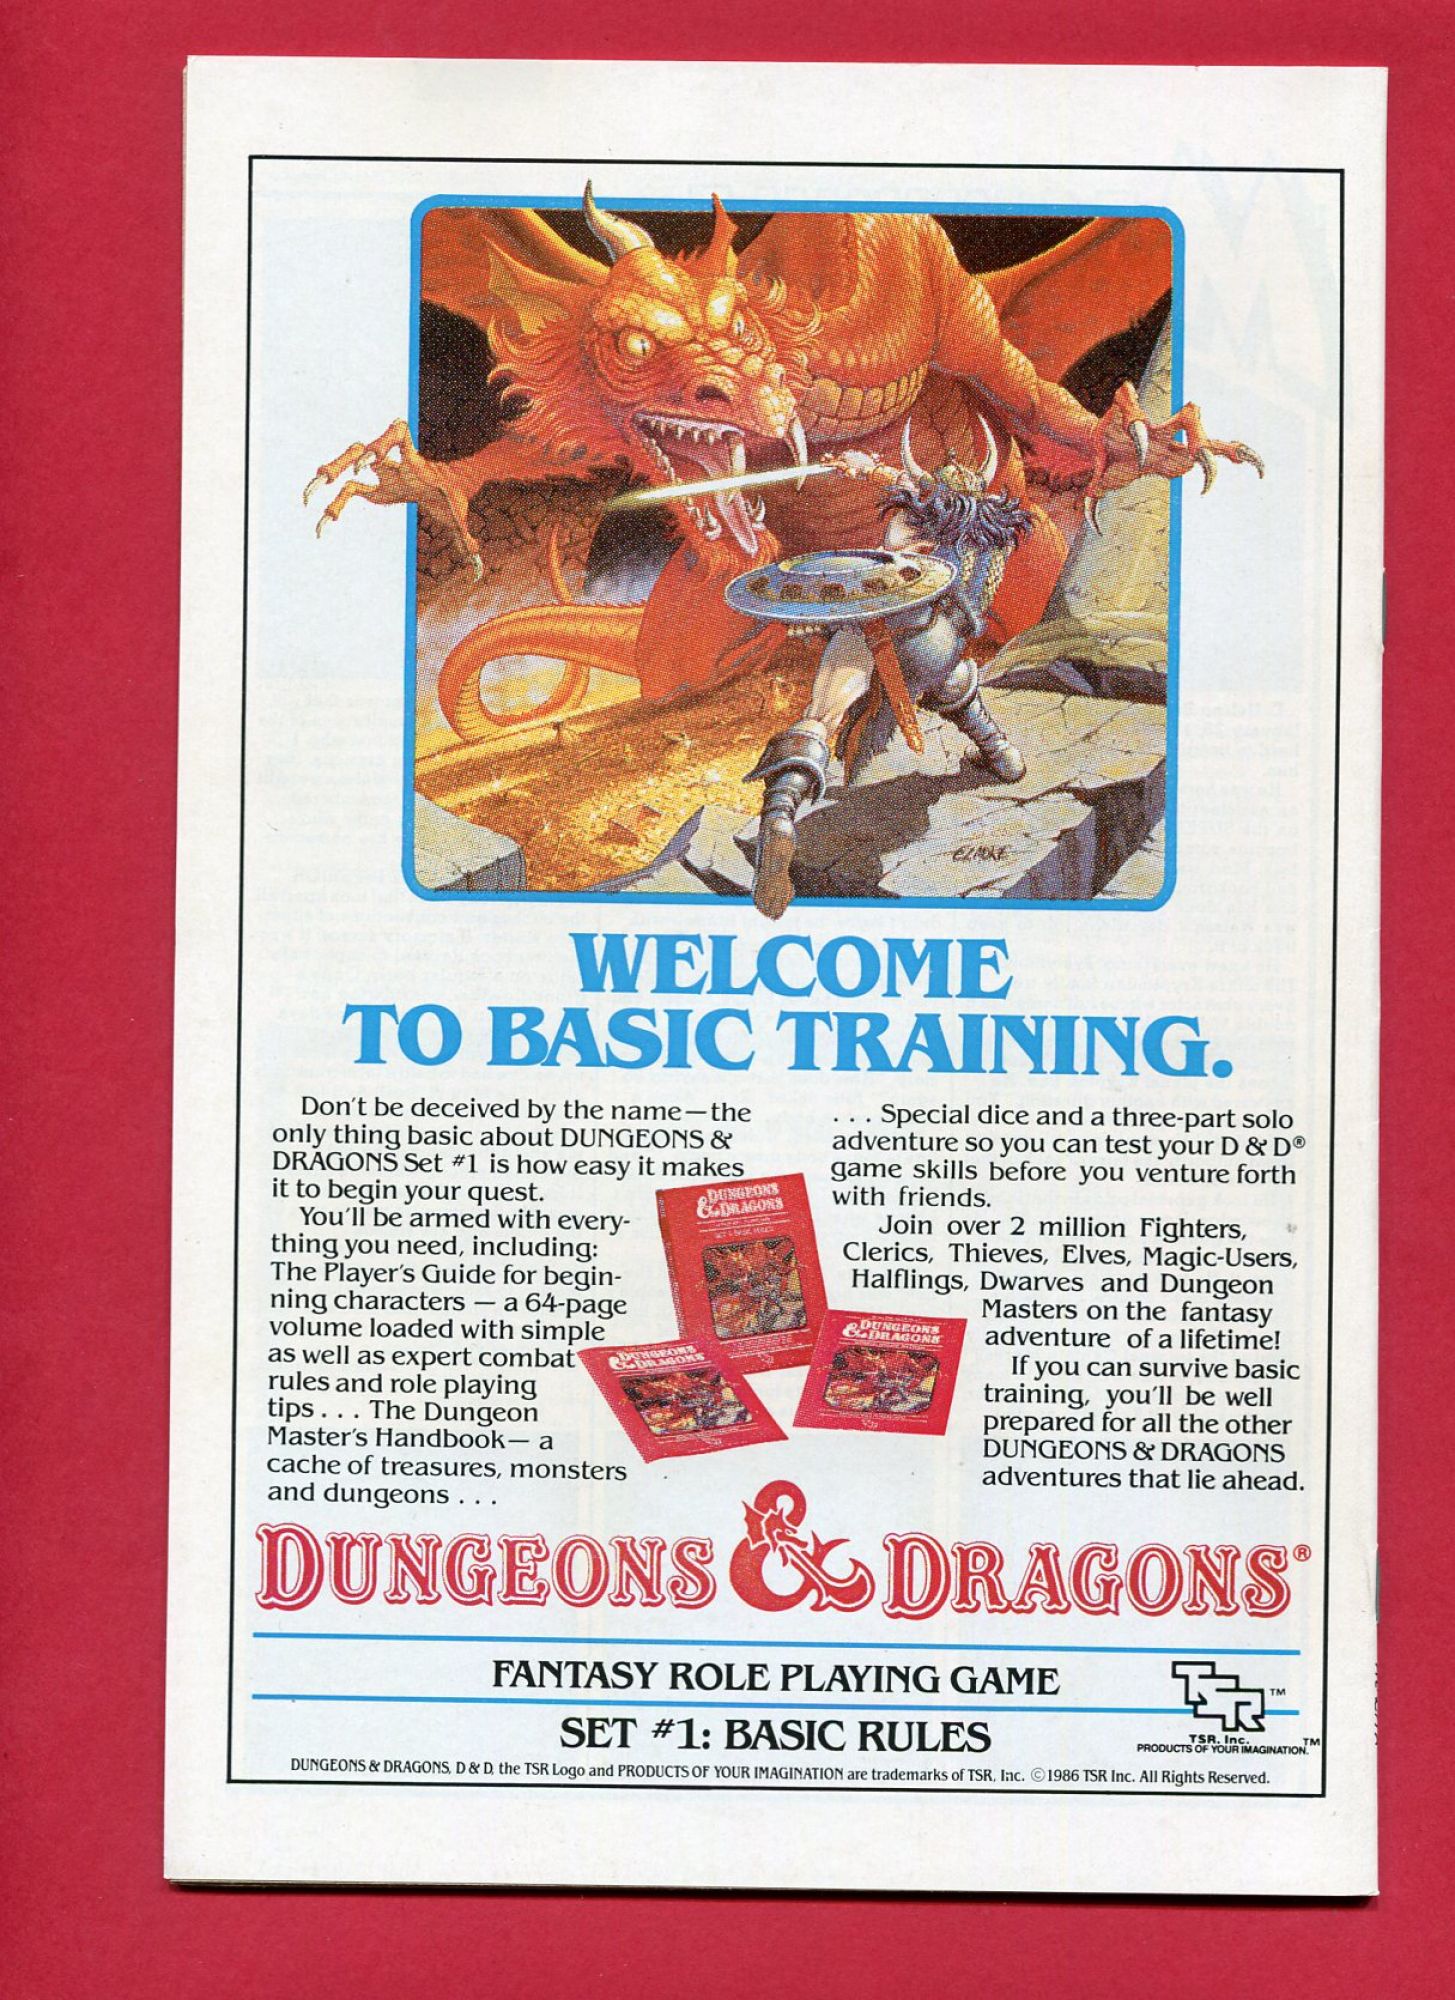 ELMORE
WELCOME
TO BASIC TRAINING.
Don't be deceived by the name—the
only thing basic about DUNGEONS &
DRAGONS Set #1 is how easy it makes
it to begin your quest.
You'll be armed with every-
thing you need, including:
The Player's Guide for begin-
ning characters — a 64-page
volume loaded with simple
as well as expert combat
rules and role playing
tips . . . The Dungeon
Master's Handbook— a
cache of treasures, monsters
and dungeons . . .
. . . Special dice and a three-part solo
adventure so you can test your D & D®
game skills before you venture forth
with friends.
Join over 2 million Fighters,
Clerics, Thieves, Elves, Magic-Users,
Halflings, Dwarves and Dungeon
Masters on the fantasy
adventure of a lifetime!
If you can survive basic
training, you'll be well
prepared for all the other
DUNGEONS & DRAGONS
adventures that lie ahead.
DUNGEONS
& DRAGONS
DUNGEONS
& DRAGONS
DUNGEONS
& DRAGONS
DUNGEONS & DRAGONS®
FANTASY ROLE PLAYING GAME
SET #1: BASIC RULES
TSR™
TSR, Inc.
PRODUCTS OF YOUR IMAGINATION.™
DUNGEONS & DRAGONS, D & D, the TSR Logo and PRODUCTS OF YOUR IMAGINATION are trademarks of TSR, Inc. ©1986 TSR Inc. All Rights Reserved.